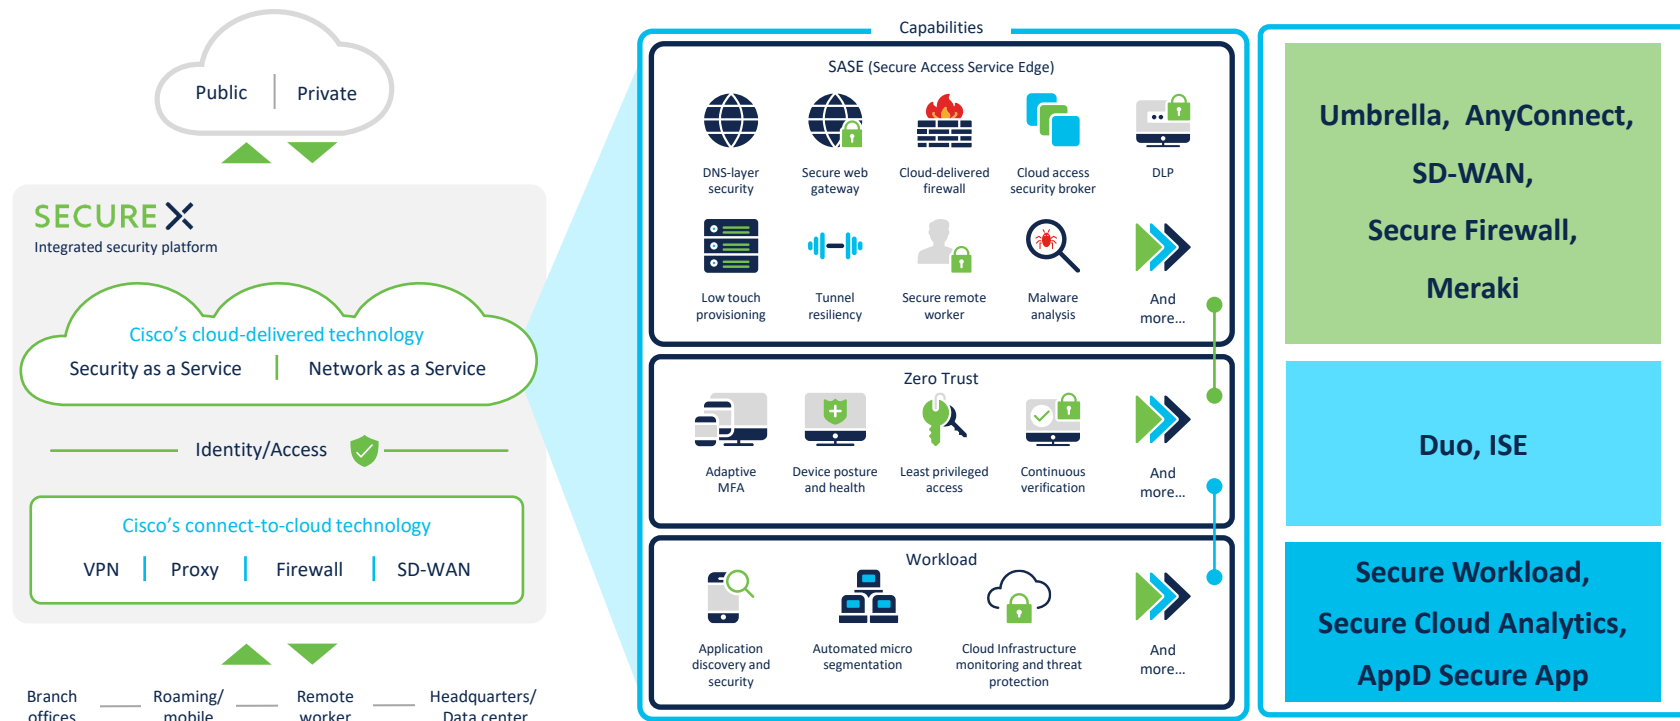 Public
Private
SECURE X
Integrated security platform
Cisco's cloud-delivered technology
Security as a Service
Network as a Service
Identity/Access
Cisco's connect-to-cloud technology
VPN
Proxy
Firewall
SD-WAN
Branch
offices
Roaming/
mobile
Remote
worker
Headquarters/
Data center
Capabilities
SASE (Secure Access Service Edge)
DNS-layer
security
Secure web
gateway
Cloud-delivered
firewall
Cloud access
security broker
DLP
Low touch
provisioning
Tunnel
resiliency
Secure remote
worker
Malware
analysis
And
more...
Zero Trust
Adaptive
MFA
Device posture
and health
Least privileged
access
Continuous
verification
And
more...
Workload
Application
discovery and
security
Automated micro
segmentation
Cloud Infrastructure
monitoring and threat
protection
And
more...
Umbrella, AnyConnect,
SD-WAN,
Secure Firewall,
Meraki
Duo, ISE
Secure Workload,
Secure Cloud Analytics,
AppD Secure App